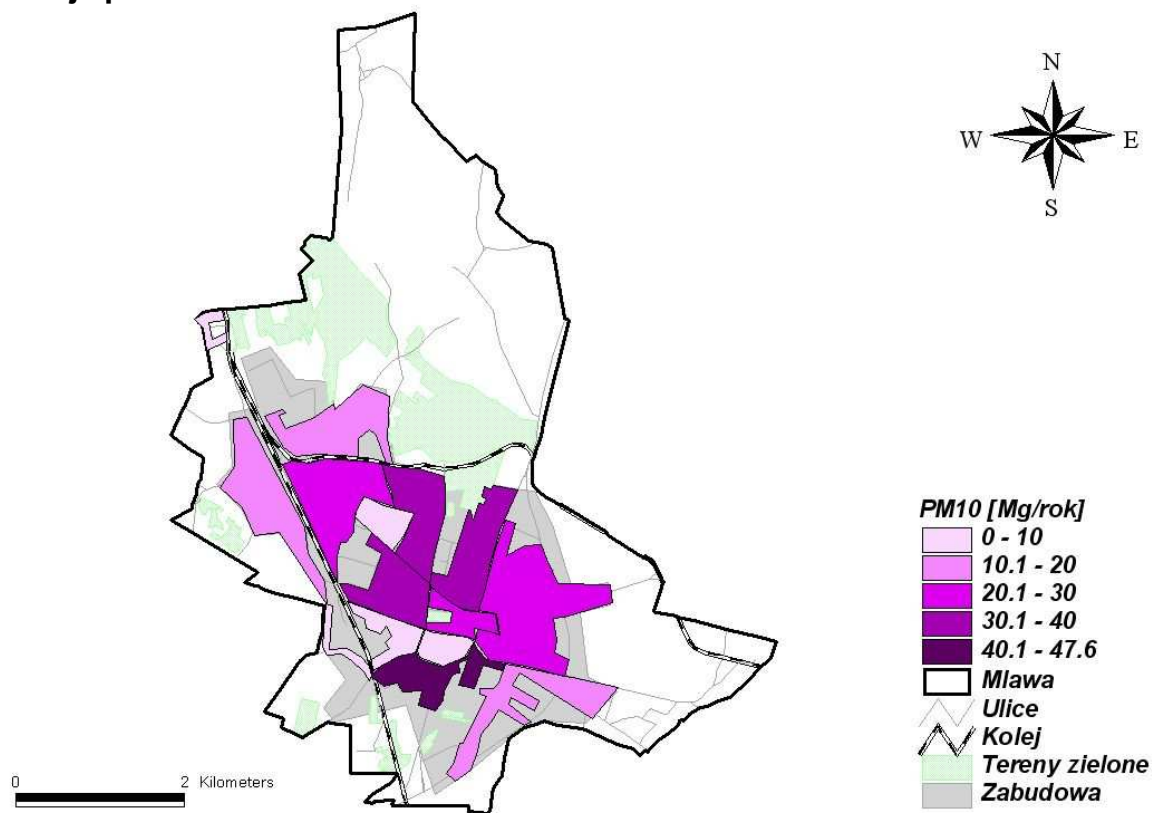 N
W E
S
PM10 [Mg/rok]
0 - 10
10.1 - 20
20.1 - 30
30.1 - 40
40.1 - 47.6
Mlawa
Ulice
Kolej
Tereny zielone
Zabudowa
0 2 Kilometers